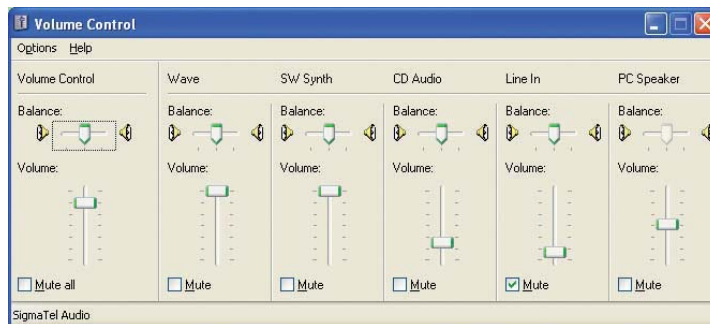 Volume Control
Options Help
Volume Control Wave SW Synth CD Audio Line In PC Speaker
Balance: Balance: Balance: Balance: Balance: Balance:
Volume: Volume: Volume: Volume: Volume: Volume:
Mute all Mute Mute Mute Mute Mute
SigmaTel Audio